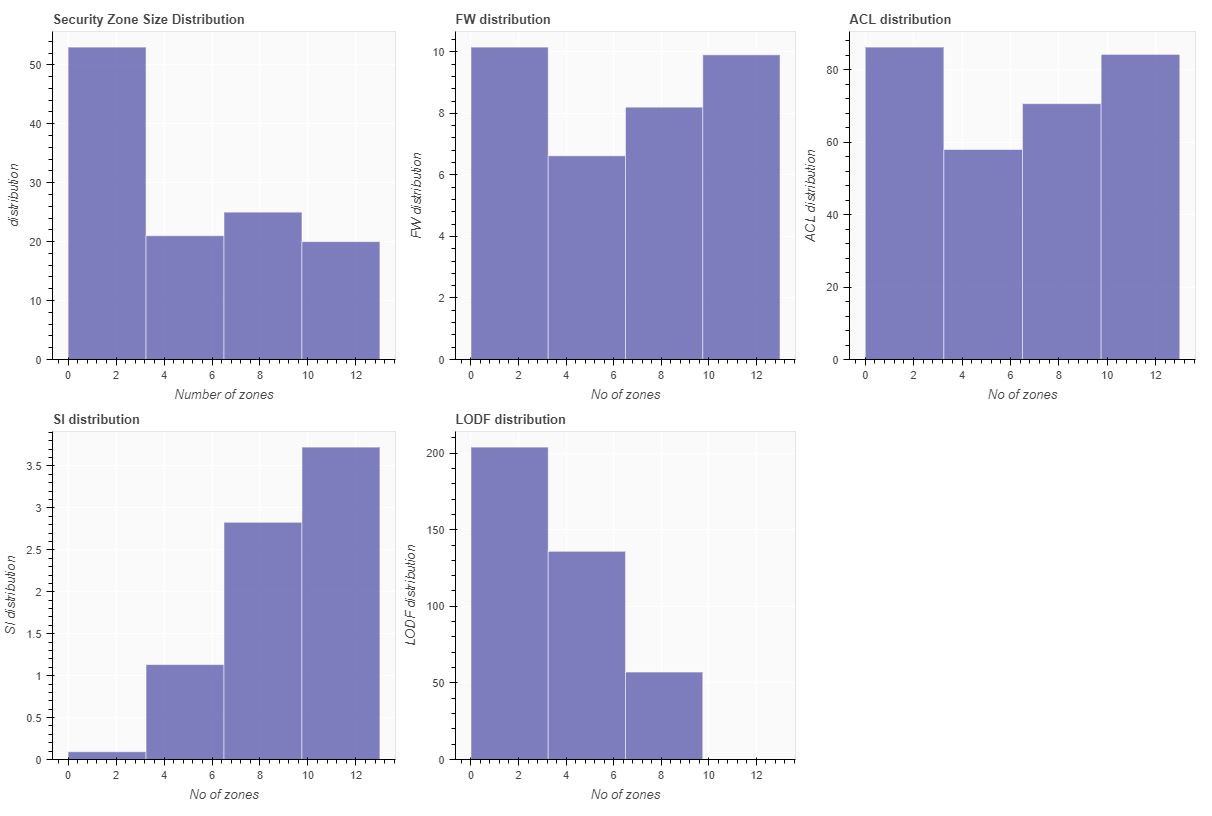 Security Zone Size Distribution
distribution
50
40
30
20
10
0
0 2 4 6 8 10 12
Number of zones
FW distribution
FW distribution
10
8
6
4
2
0
0 2 4 6 8 10 12
No of zones
ACL distribution
ACL distribution
80
60
40
20
0
0 2 4 6 8 10 12
No of zones
SI distribution
SI distribution
3.5
3
2.5
2
1.5
1
0.5
0
0 2 4 6 8 10 12
No of zones
LODF distribution
LODF distribution
200
150
100
50
0
0 2 4 6 8 10 12
No of zones